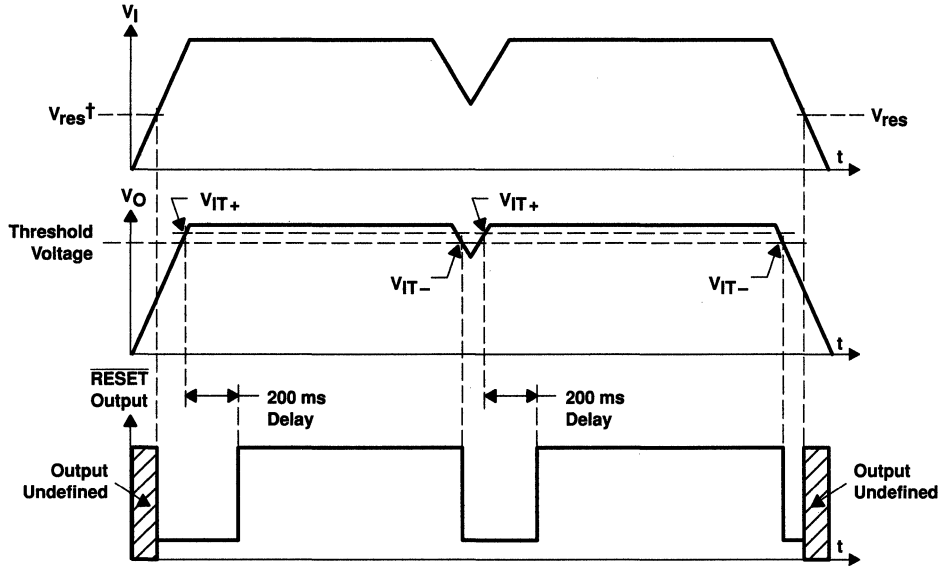 VI
Vres†
Vres
t
VO
VIT+
VIT+
Threshold
Voltage
VIT–
VIT–
t
RESET
Output
200 ms
Delay
200 ms
Delay
Output
Undefined
Output
Undefined
t